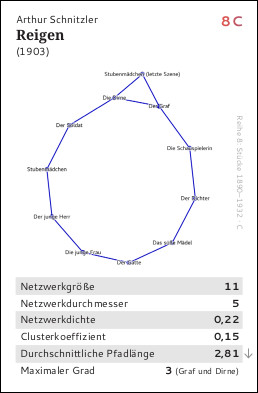 Arthur Schnitzler
8C
Reigen
(1903)
Stubenmädchen (letzte Szene)
Die Dirne
Der Graf
Der Soldat
Die Schauspielerin
Stubenmädchen
Der Dichter
Der junge Herr
Das süße Mädel
Die junge Frau
Der Gatte
Reihe 8: Stücke 1890–1932 · C
Netzwerkgröße 11
Netzwerkdurchmesser 5
Netzwerkdichte 0,22
Clusterkoeffizient 0,15
Durchschnittliche Pfadlänge 2,81 ↓
Maximaler Grad 3 (Graf und Dirne)